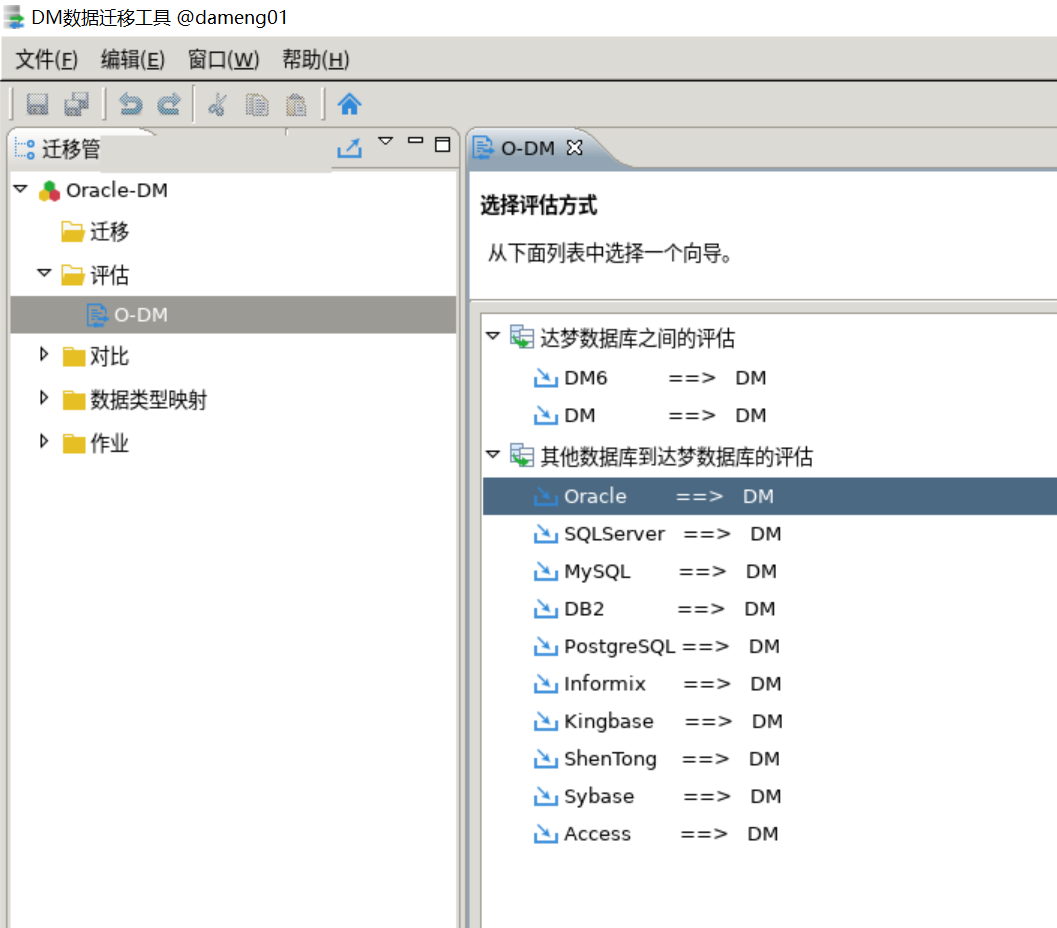 DM数据迁移工具 @dameng01
文件(F) 编辑(E) 窗口(W) 帮助(H)
迁移管
Oracle-DM
迁移
评估
O-DM
对比
数据类型映射
作业
O-DM
选择评估方式
从下面列表中选择一个向导。
达梦数据库之间的评估
DM6 ==> DM
DM ==> DM
其他数据库到达梦数据库的评估
Oracle ==> DM
SQLServer ==> DM
MySQL ==> DM
DB2 ==> DM
PostgreSQL ==> DM
Informix ==> DM
Kingbase ==> DM
ShenTong ==> DM
Sybase ==> DM
Access ==> DM